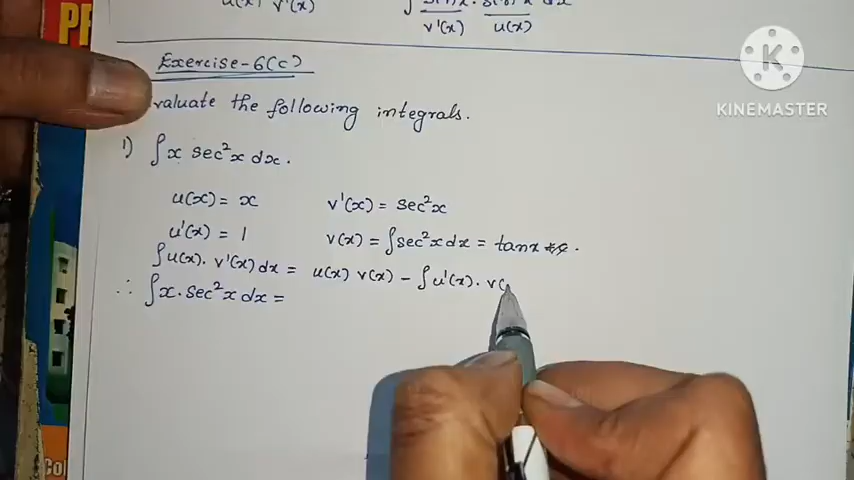 u(x) v'(x)
∫
v'(x) u(x)
Exercise-6(c)
valuate the following integrals.
1) ∫x sec²x dx.
u(x) = x v'(x) = sec²x
u'(x) = 1 v(x) = ∫sec²x dx = tanx
∫u(x). v'(x) dx = u(x) v(x) - ∫u'(x). v(
∴ ∫x.sec²x dx =
K
KINEMASTER